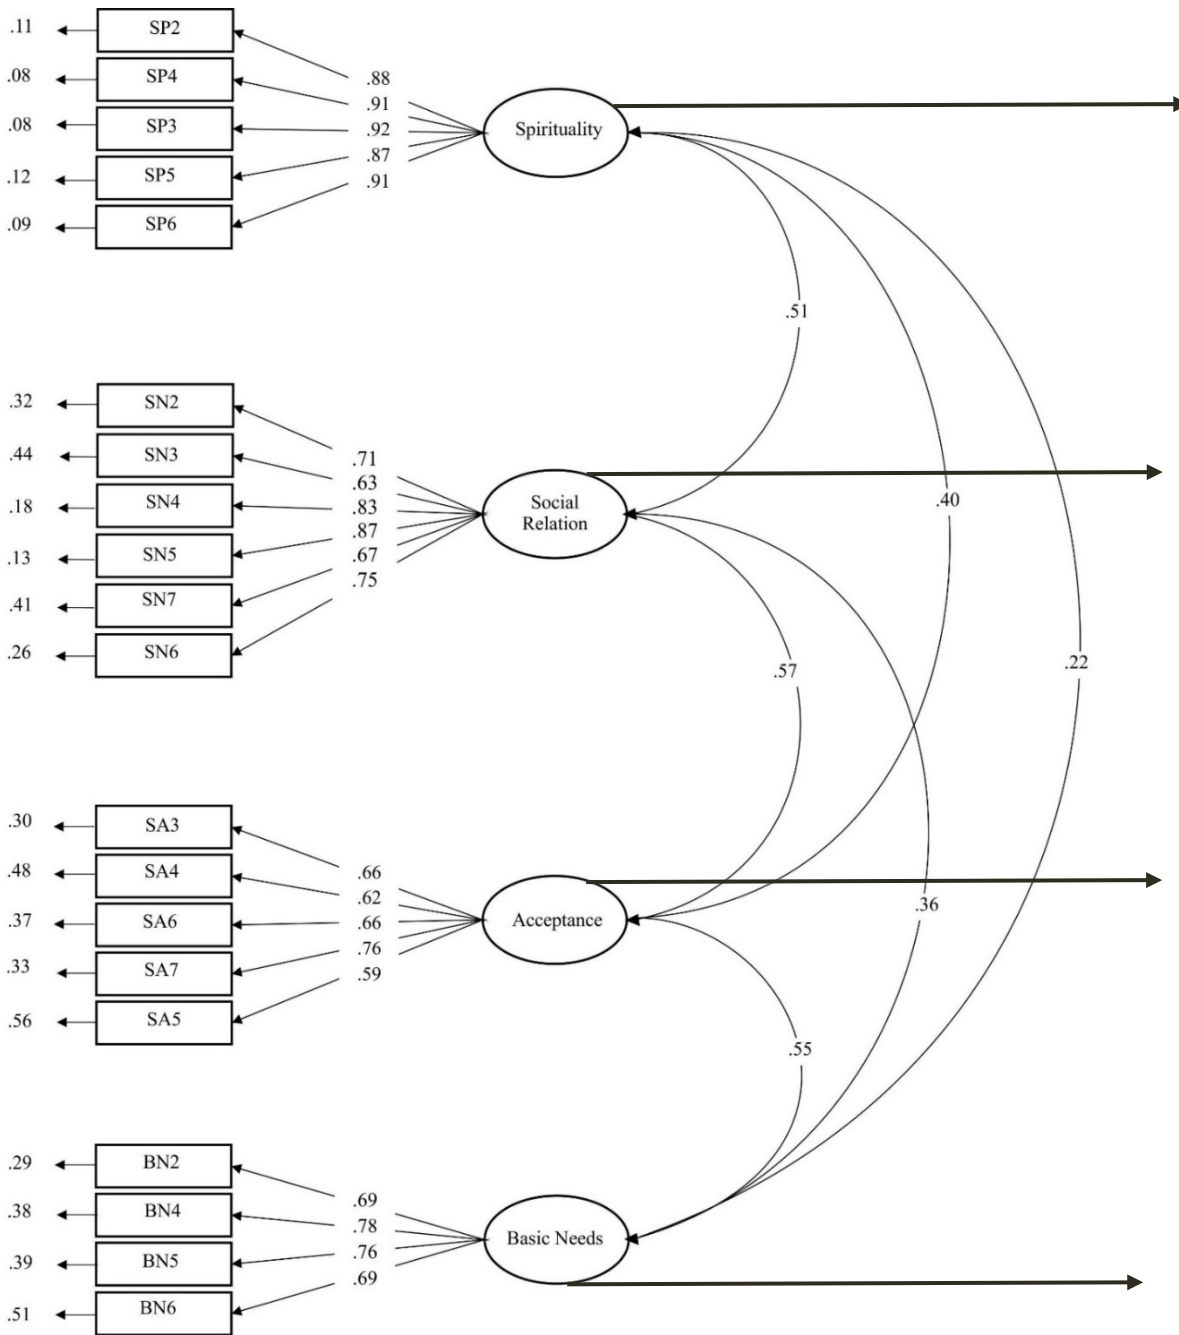 .11 SP2
.88
.08 SP4
.91
Spirituality
.08 SP3
.92
.87
.12 SP5
.91
.09 SP6
.51
.32 SN2
.71
.44 SN3
.63
.18 SN4
.83
Social
Relation
.40
.87
.13 SN5
.67
.75
.41 SN7
.26 SN6
.57
.22
.30 SA3
.66
.48 SA4
.62
.36
.37 SA6
.66
Acceptance
.76
.33 SA7
.59
.56 SA5
.55
.29 BN2
.69
.38 BN4
.78
Basic Needs
.76
.39 BN5
.69
.51 BN6